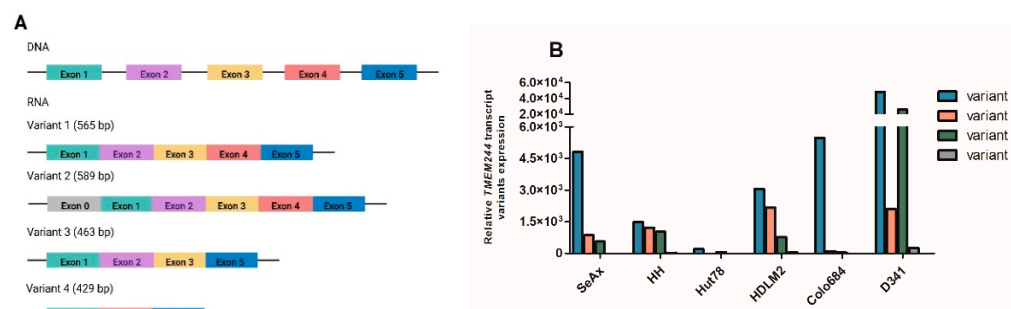 A
DNA
Exon 1 Exon 2 Exon 3 Exon 4 Exon 5
RNA
Variant 1 (565 bp)
Exon 1 Exon 2 Exon 3 Exon 4 Exon 5
Variant 2 (589 bp)
Exon 0 Exon 1 Exon 2 Exon 3 Exon 4 Exon 5
Variant 3 (463 bp)
Exon 1 Exon 2 Exon 3 Exon 5
Variant 4 (429 bp)
B
Relative TMEM244 transcript
variants expression
6.0×10⁴
4.0×10⁴
2.0×10⁴
6.0×10³
4.5×10³
3.0×10³
1.5×10³
0
SeAx HH Hut78 HDLM2 Colo684 D341
variant
variant
variant
variant